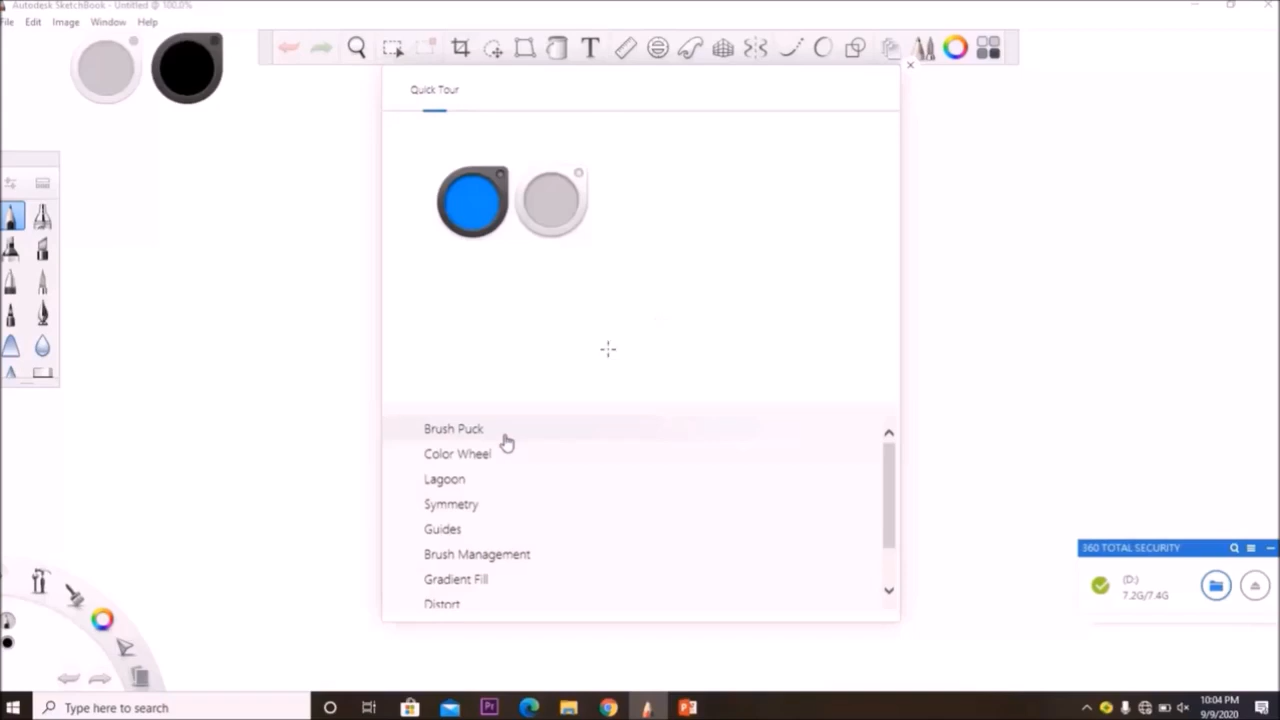 Autodesk SketchBook - Untitled @ 100.0%
File Edit Image Window Help
Quick Tour
T
Brush Puck
Color Wheel
Lagoon
Symmetry
Guides
Brush Management
Gradient Fill
Distort
360 TOTAL SECURITY
(D:)
7.2G/7.4G
Type here to search
Pr
10:04 PM
9/9/2020